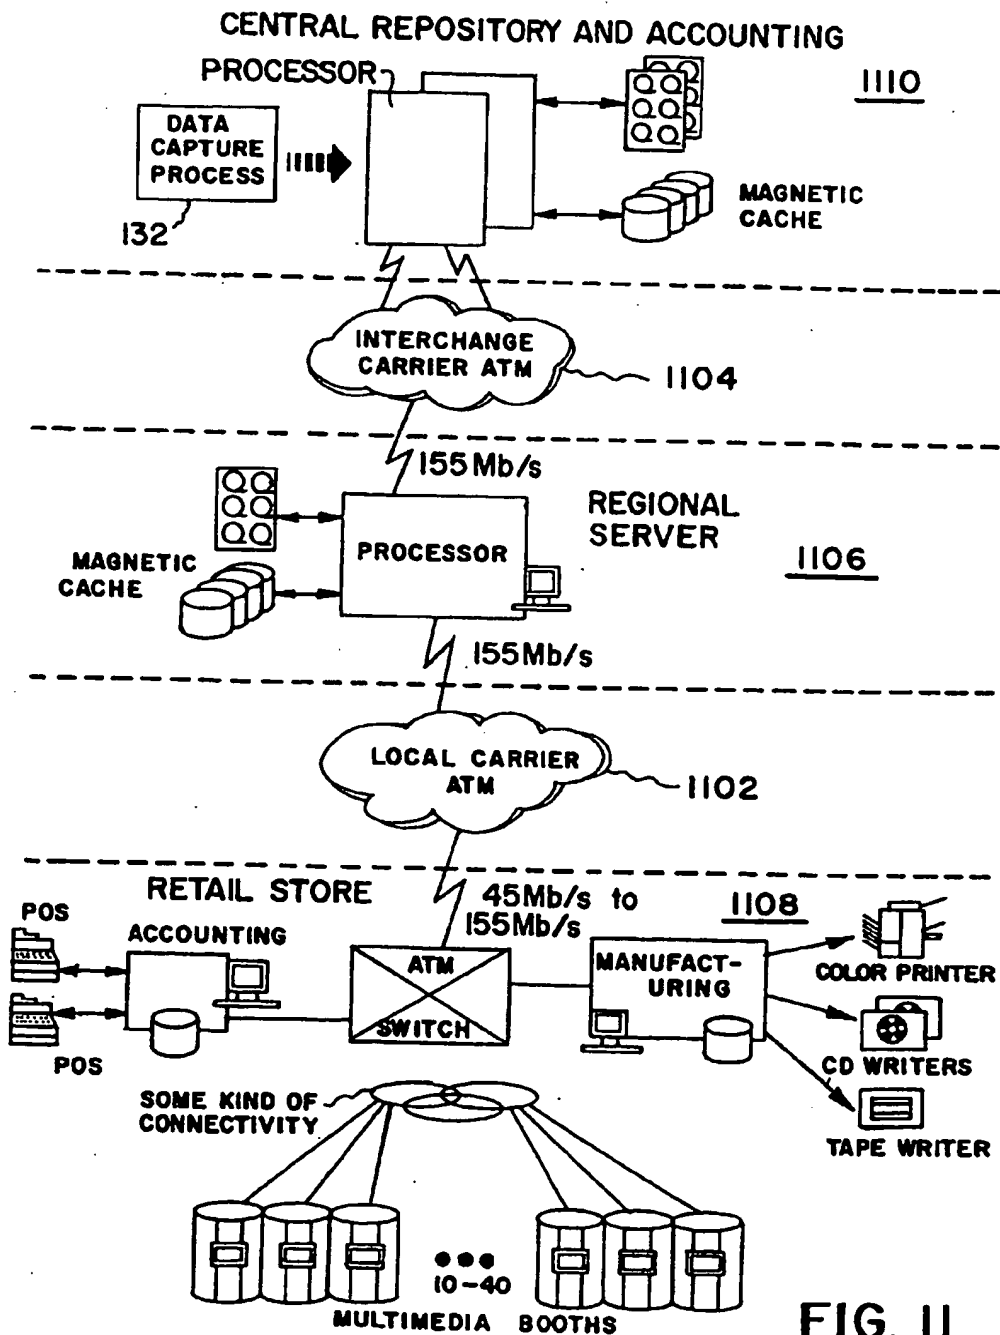 CENTRAL REPOSITORY AND ACCOUNTING
PROCESSOR
1110
DATA
CAPTURE
PROCESS
132
MAGNETIC
CACHE
INTERCHANGE
CARRIER ATM
1104
155Mb/s
REGIONAL
SERVER
PROCESSOR
1106
MAGNETIC
CACHE
155Mb/s
LOCAL CARRIER
ATM
1102
RETAIL STORE
45Mb/s to
155Mb/s
1108
POS
ACCOUNTING
ATM
SWITCH
MANUFACT-
URING
COLOR PRINTER
POS
CD WRITERS
SOME KIND OF
CONNECTIVITY
TAPE WRITER
10-40
MULTIMEDIA BOOTHS
FIG. 11